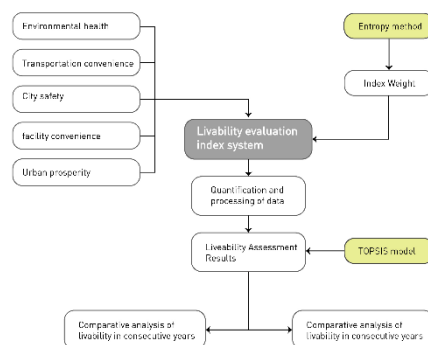 Environmental health
Transportation convenience
City safety
facility convenience
Urban prosperity
Entropy method
Index Weight
Livability evaluation
index system
Quantification and
processing of data
Liveability Assessment
Results
TOPSIS model
Comparative analysis of
livability in consecutive years
Comparative analysis of
livability in consecutive years